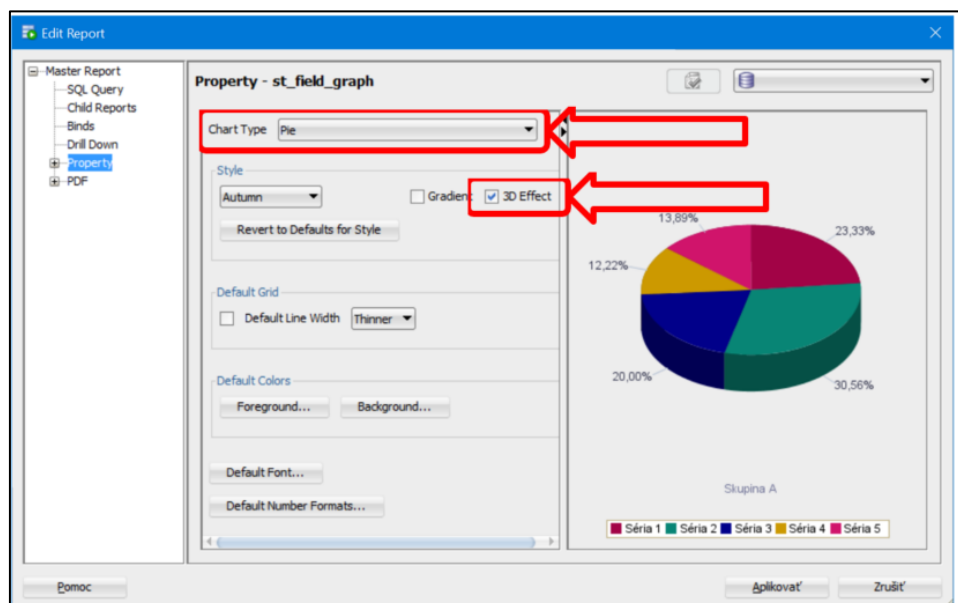 Edit Report
Master Report
SQL Query
Child Reports
Binds
Drill Down
Property
PDF
Property - st_field_graph
Chart Type Pie
Style
Autumn Gradient 3D Effect
Revert to Defaults for Style
Default Grid
Default Line Width Thinner
Default Colors
Foreground... Background...
Default Font...
Default Number Formats...
13,89%
23,33%
12,22%
20,00%
30,56%
Skupina A
Séria 1 Séria 2 Séria 3 Séria 4 Séria 5
Pomoc Aplikovať Zrušiť